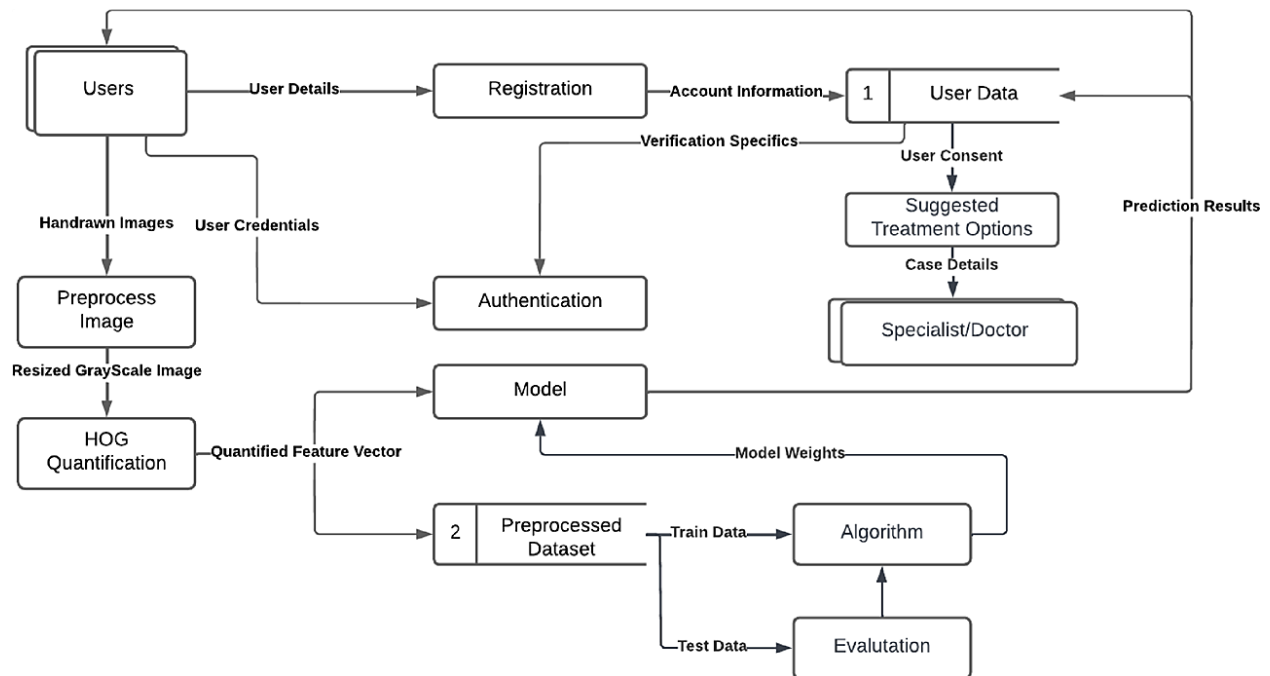 Users
User Details
Registration
Account Information
1
User Data
Verification Specifics
User Consent
Handrawn Images
User Credentials
Suggested
Treatment Options
Prediction Results
Case Details
Preprocess
Image
Authentication
Specialist/Doctor
Resized GrayScale Image
Model
HOG
Quantification
Quantified Feature Vector
Model Weights
2
Preprocessed
Dataset
Train Data
Algorithm
Test Data
Evalutation